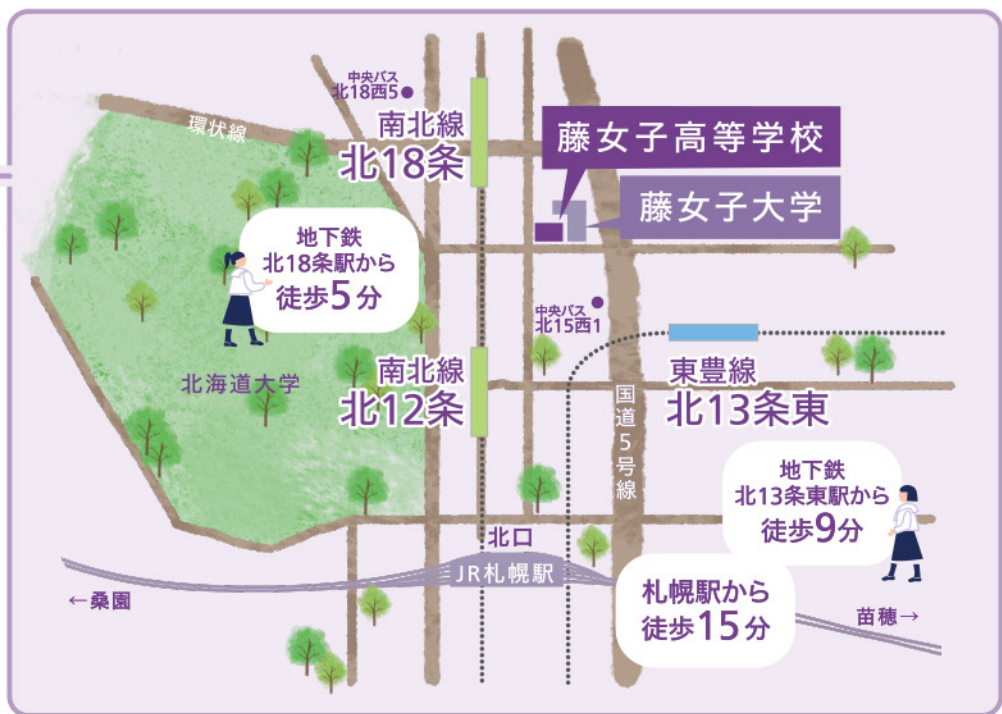 中央バス
北18西5
環状線
南北線
北18条
藤女子高等学校
藤女子大学
地下鉄
北18条駅から
徒歩5分
中央バス
北15西1
北海道大学
南北線
北12条
東豊線
北13条東
国道5号線
地下鉄
北13条東駅から
徒歩9分
北口
JR札幌駅
札幌駅から
徒歩15分
←桑園
苗穂→